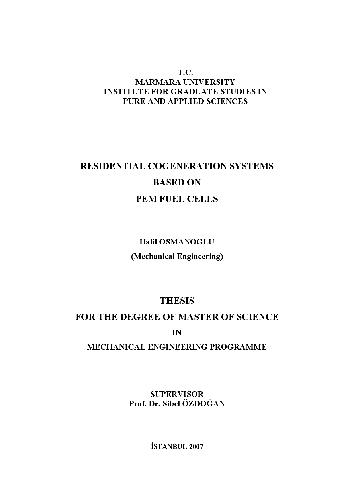 T.C.
MARMARA UNIVERSITY
INSTITUTE FOR GRADUATE STUDIES IN
PURE AND APPLIED SCIENCES
RESIDENTIAL COGENERATION SYSTEMS
BASED ON
PEM FUEL CELLS
Halil OSMANOGLU
(Mechanical Engineering)
THESIS
FOR THE DEGREE OF MASTER OF SCIENCE
IN
MECHANICAL ENGINEERING PROGRAMME
SUPERVISOR
Prof. Dr. Sibel ÖZDOĞAN
İSTANBUL 2007